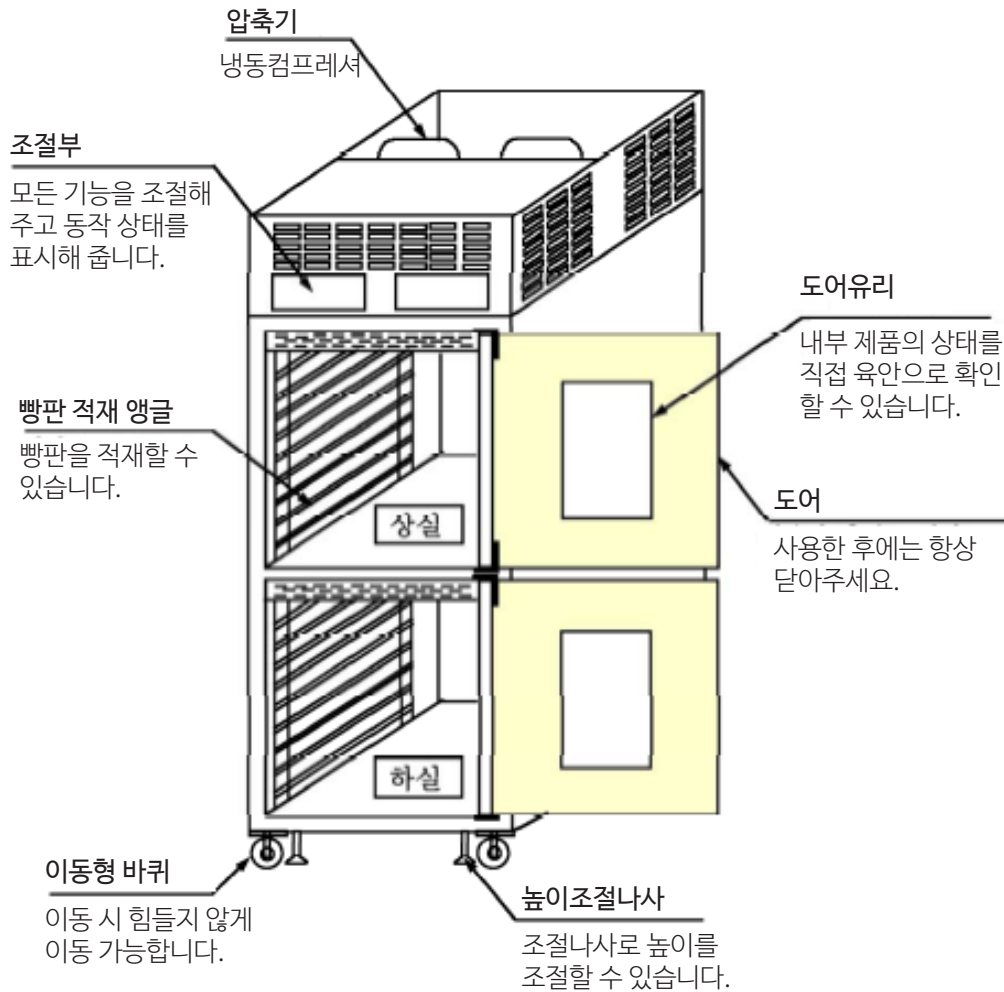 압축기
냉동컴프레셔
조절부
모든 기능을 조절해
주고 동작 상태를
표시해 줍니다.
도어유리
내부 제품의 상태를
직접 육안으로 확인
할 수 있습니다.
빵판 적재 앵글
빵판을 적재할 수
있습니다.
상실
도어
사용한 후에는 항상
닫아주세요.
하실
이동형 바퀴
이동 시 힘들지 않게
이동 가능합니다.
높이조절나사
조절나사로 높이를
조절할 수 있습니다.